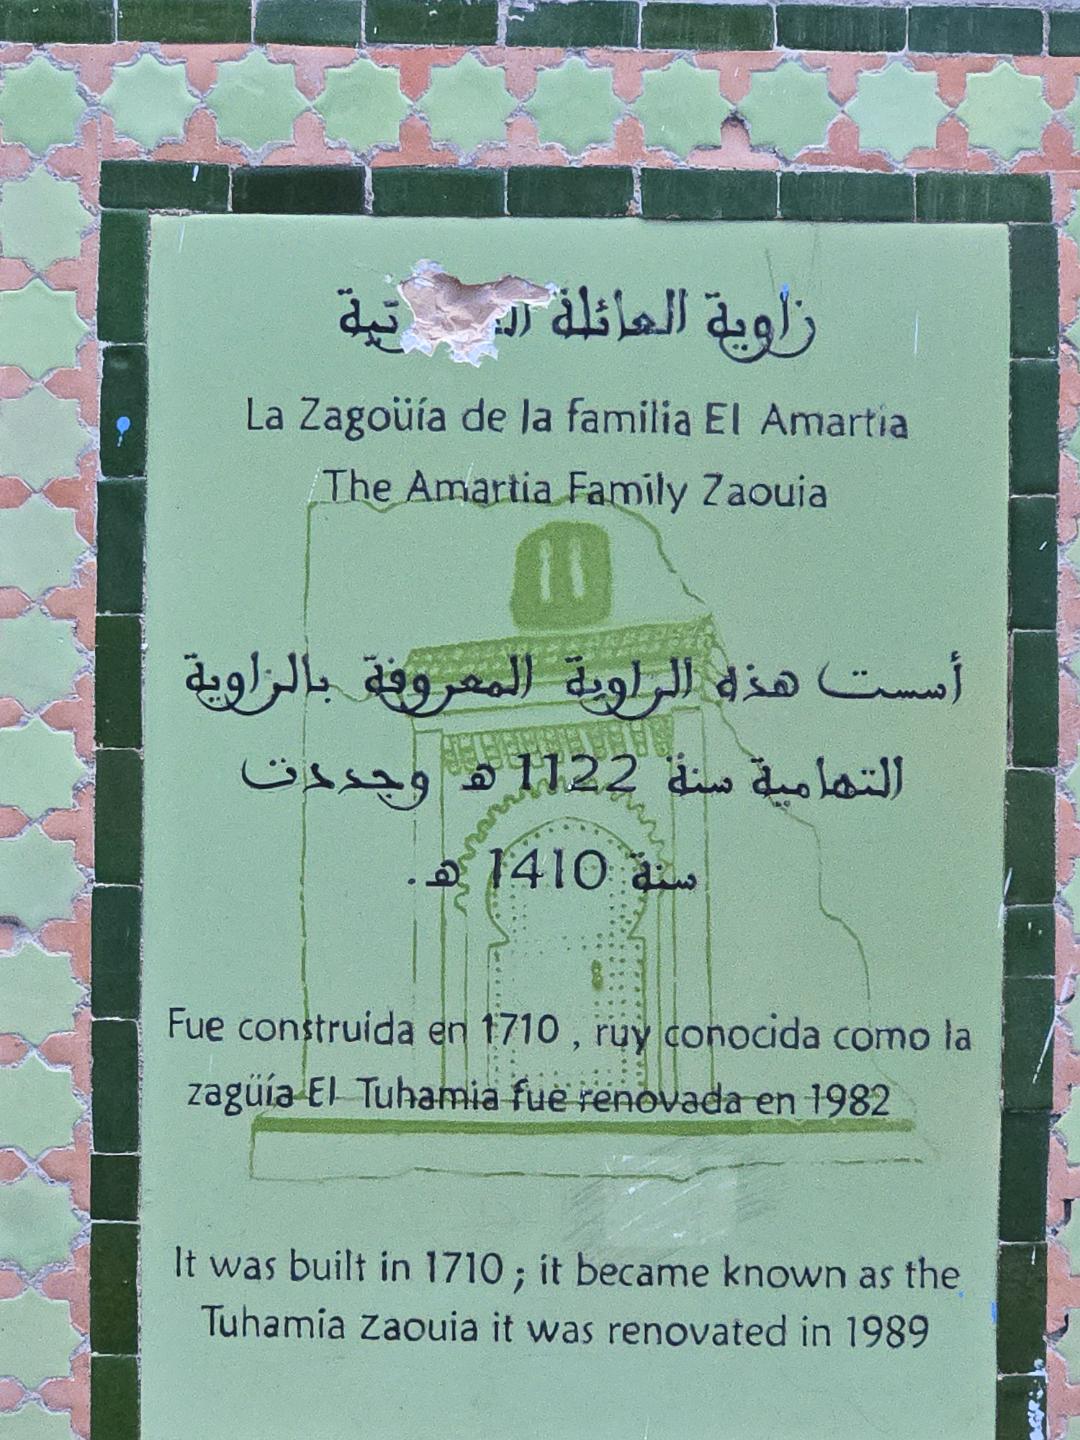 زاوية العائلة
La Zagoüía de la familia El Amartia
The Amartia Family Zaouia
أسست هذه الزاوية المعروفة بالزاوية
التهامية سنة 1122 هـ وجددت
سنة 1410 هـ.
Fue construida en 1710 , ruy conocida como la
zagüía El Tuhamia fue renovada en 1982
It was built in 1710 ; it became known as the
Tuhamia Zaouia it was renovated in 1989